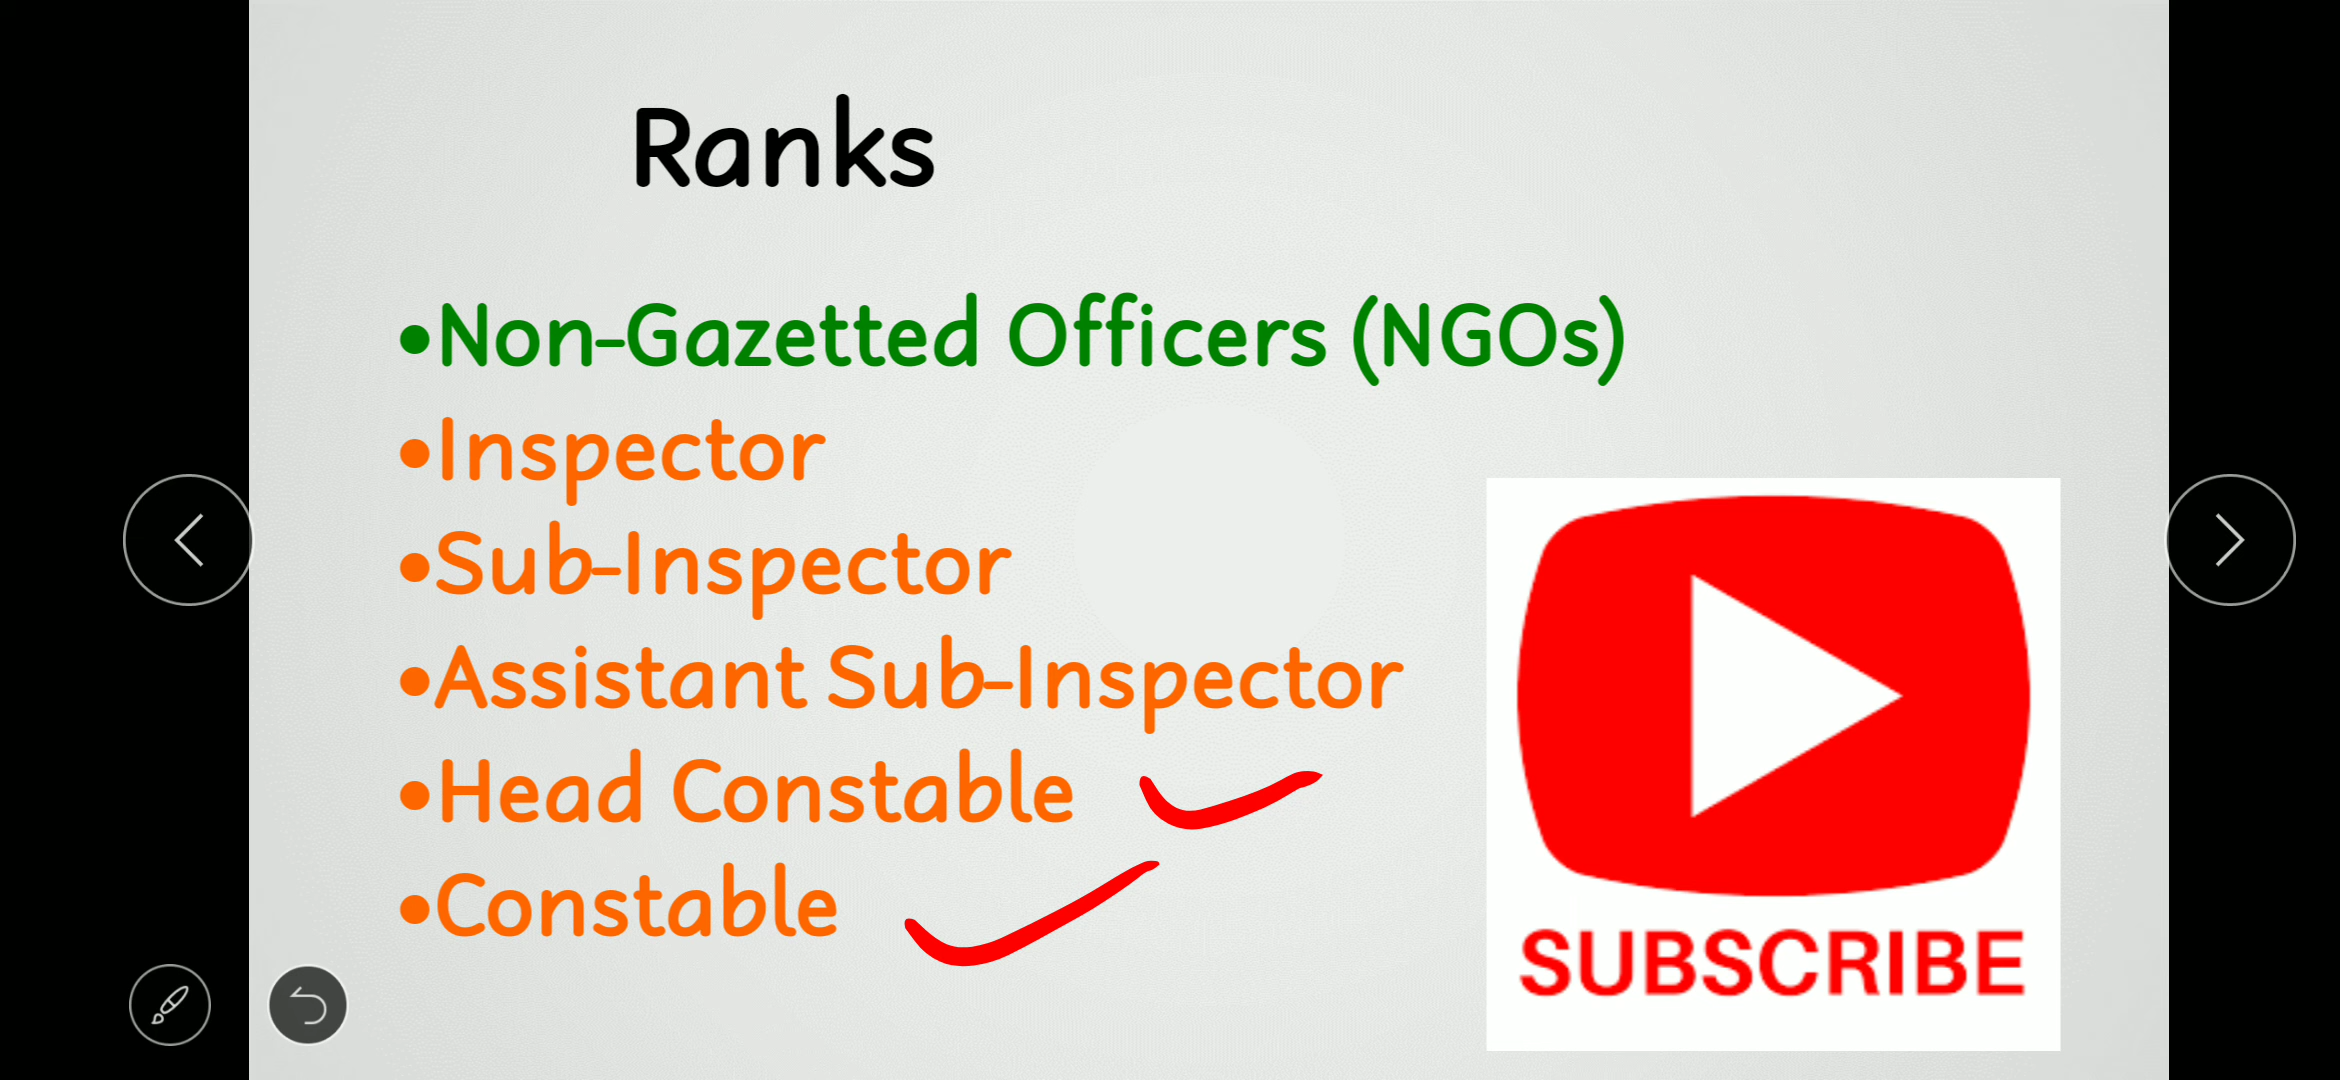 Ranks
•Non-Gazetted Officers (NGOs)
•Inspector
•Sub-Inspector
•Assistant Sub-Inspector
•Head Constable
•Constable
SUBSCRIBE